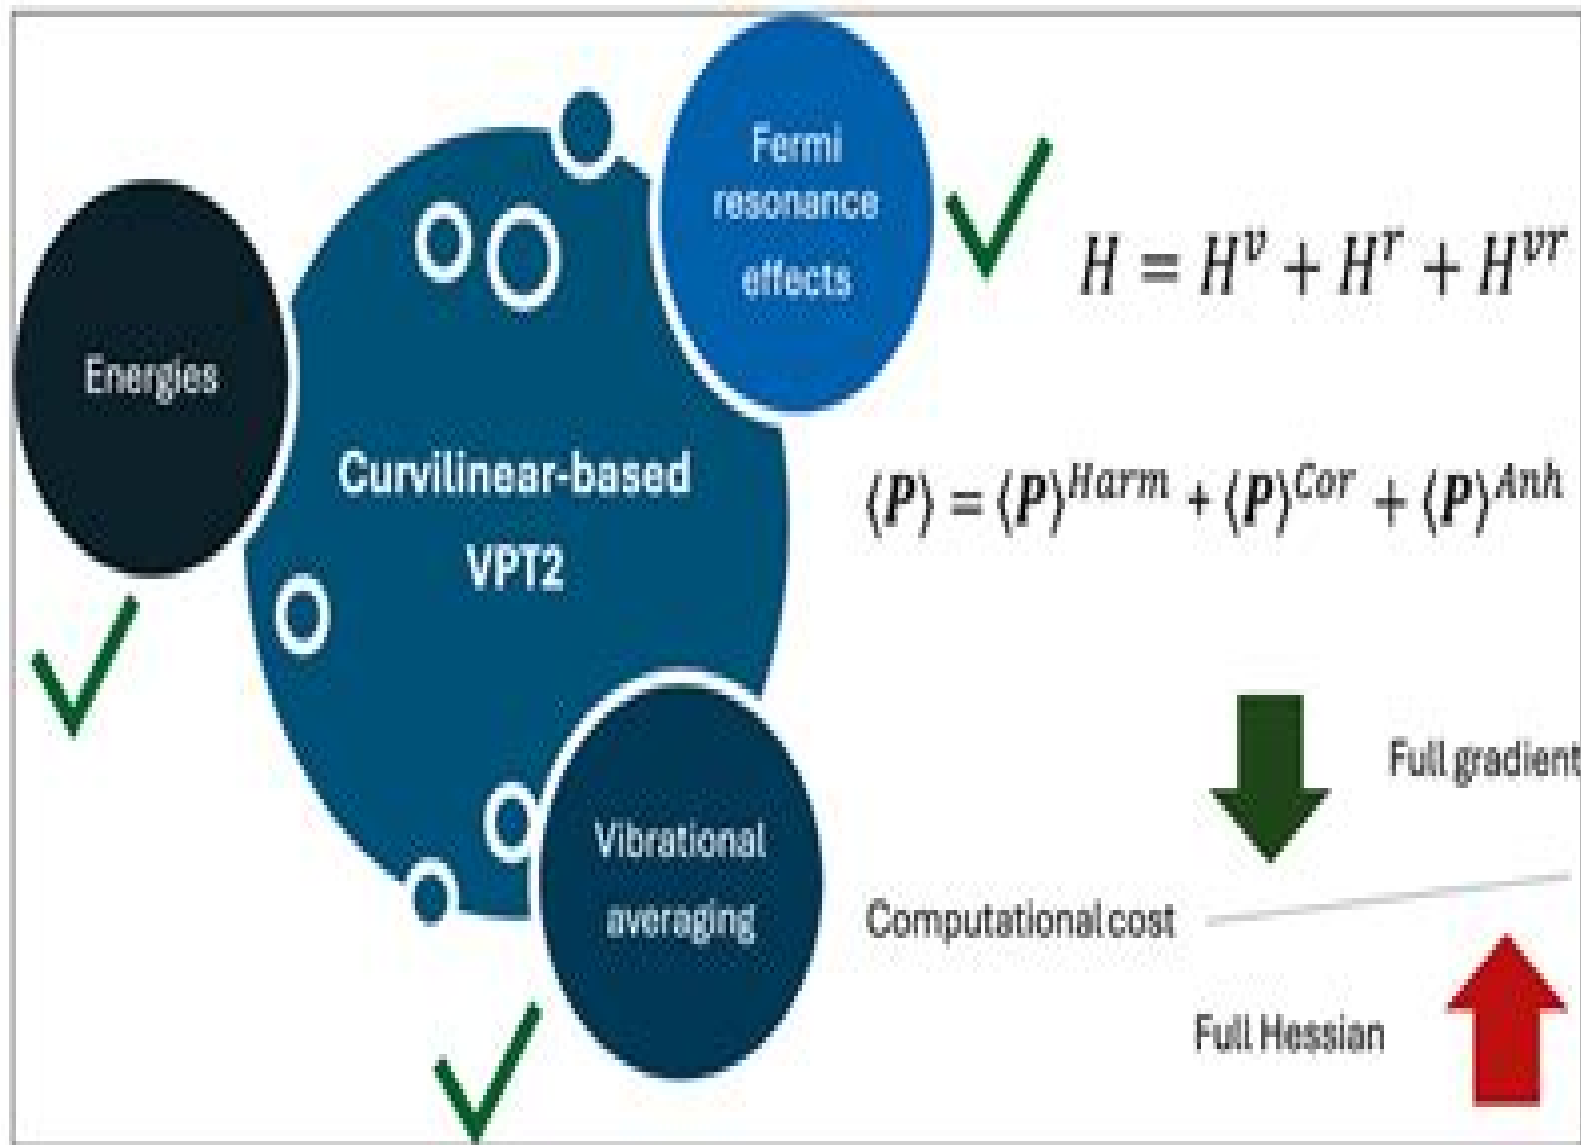 Fermi
resonance
effects
H = H^v + H^r + H^vr
Energies
Curvilinear-based
VPT2
⟨P⟩ = ⟨P⟩^Harm + ⟨P⟩^Cor + ⟨P⟩^Anh
Full gradient
Vibrational
averaging
Computational cost
Full Hessian